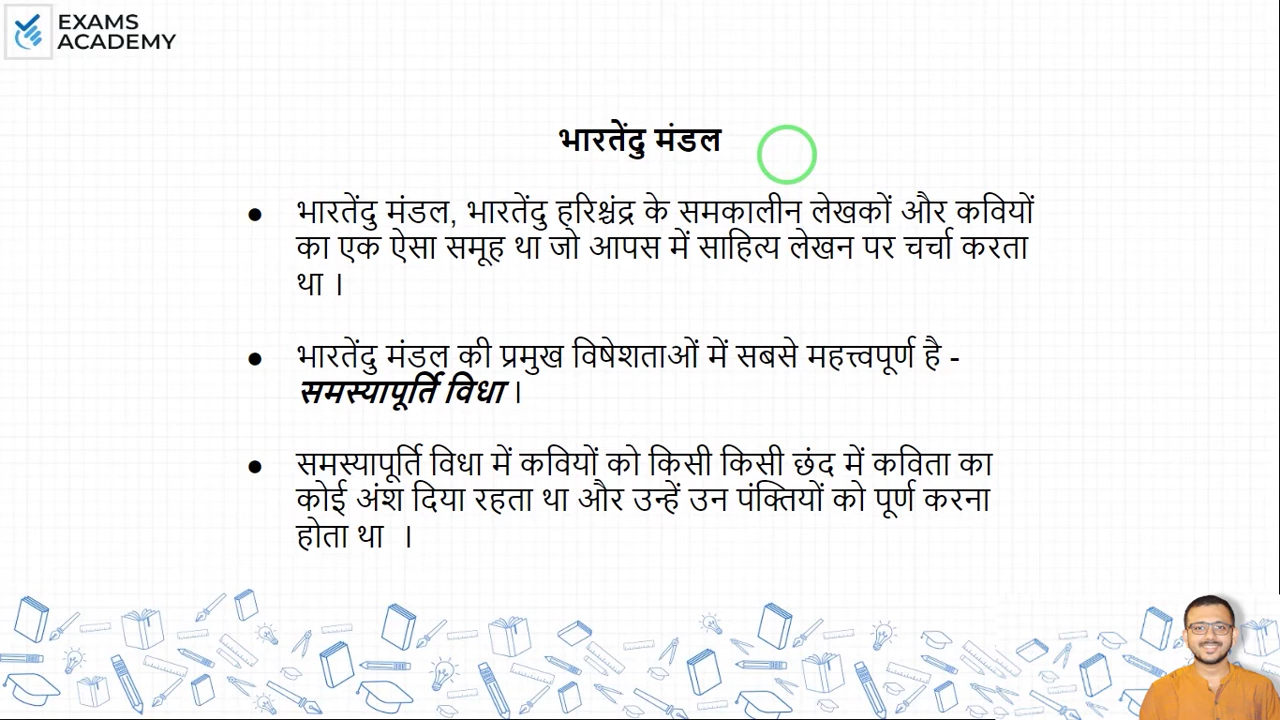 EXAMS
ACADEMY
भारतेंदु मंडल
● भारतेंदु मंडल, भारतेंदु हरिश्चंद्र के समकालीन लेखकों और कवियों
का एक ऐसा समूह था जो आपस में साहित्य लेखन पर चर्चा करता
था ।
● भारतेंदु मंडल की प्रमुख विषेशताओं में सबसे महत्त्वपूर्ण है -
समस्यापूर्ति विधा ।
● समस्यापूर्ति विधा में कवियों को किसी किसी छंद में कविता का
कोई अंश दिया रहता था और उन्हें उन पंक्तियों को पूर्ण करना
होता था ।